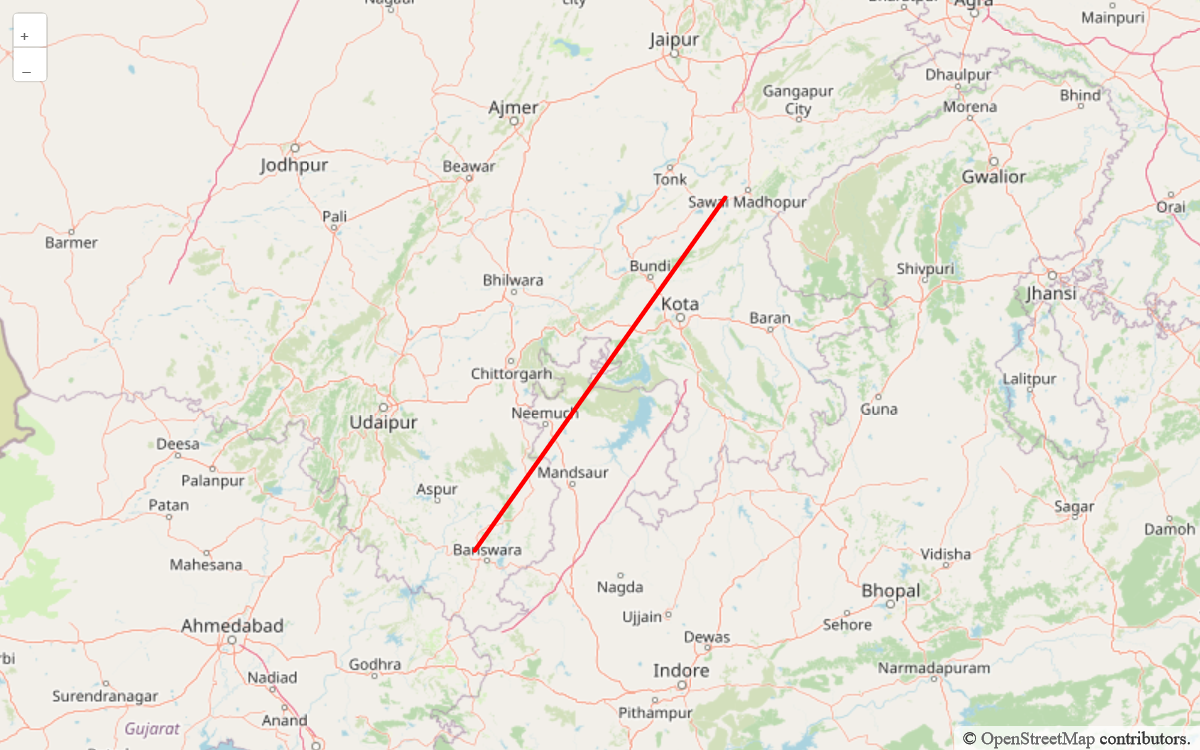 Nagaur
City
Bharatpur
Agra
Mainpuri
+
−
Jaipur
Dhaulpur
Gangapur
City
Bhind
Ajmer
Morena
Jodhpur
Beawar
Tonk
Gwalior
Sawai Madhopur
Orai
Pali
Barmer
Bundi
Shivpuri
Bhilwara
Jhansi
Kota
Baran
Chittorgarh
Lalitpur
Neemuch
Guna
Udaipur
Deesa
Mandsaur
Palanpur
Aspur
Patan
Sagar
Damoh
Banswara
Vidisha
Mahesana
Nagda
Bhopal
Ujjain
Ahmedabad
Sehore
Dewas
Godhra
Narmadapuram
Indore
Nadiad
Surendranagar
Pithampur
Anand
Gujarat
© OpenStreetMap contributors.